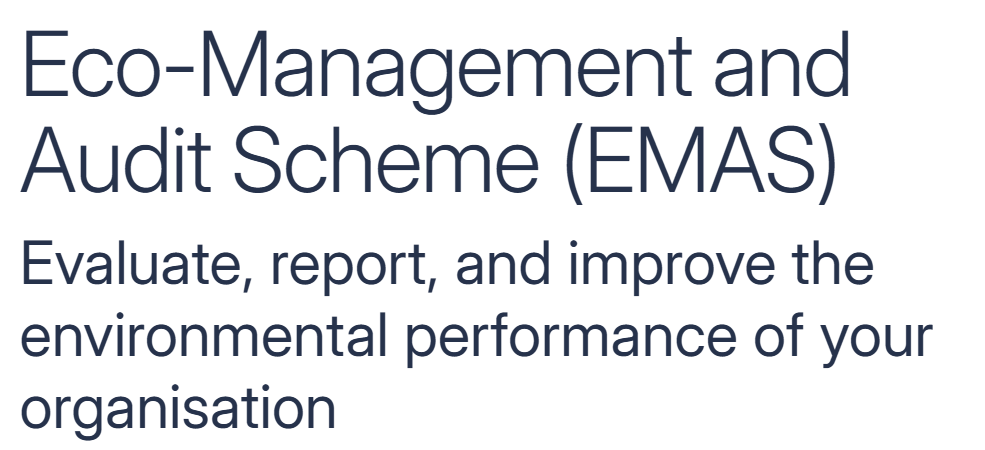 Eco-Management and
Audit Scheme (EMAS)
Evaluate, report, and improve the
environmental performance of your
organisation